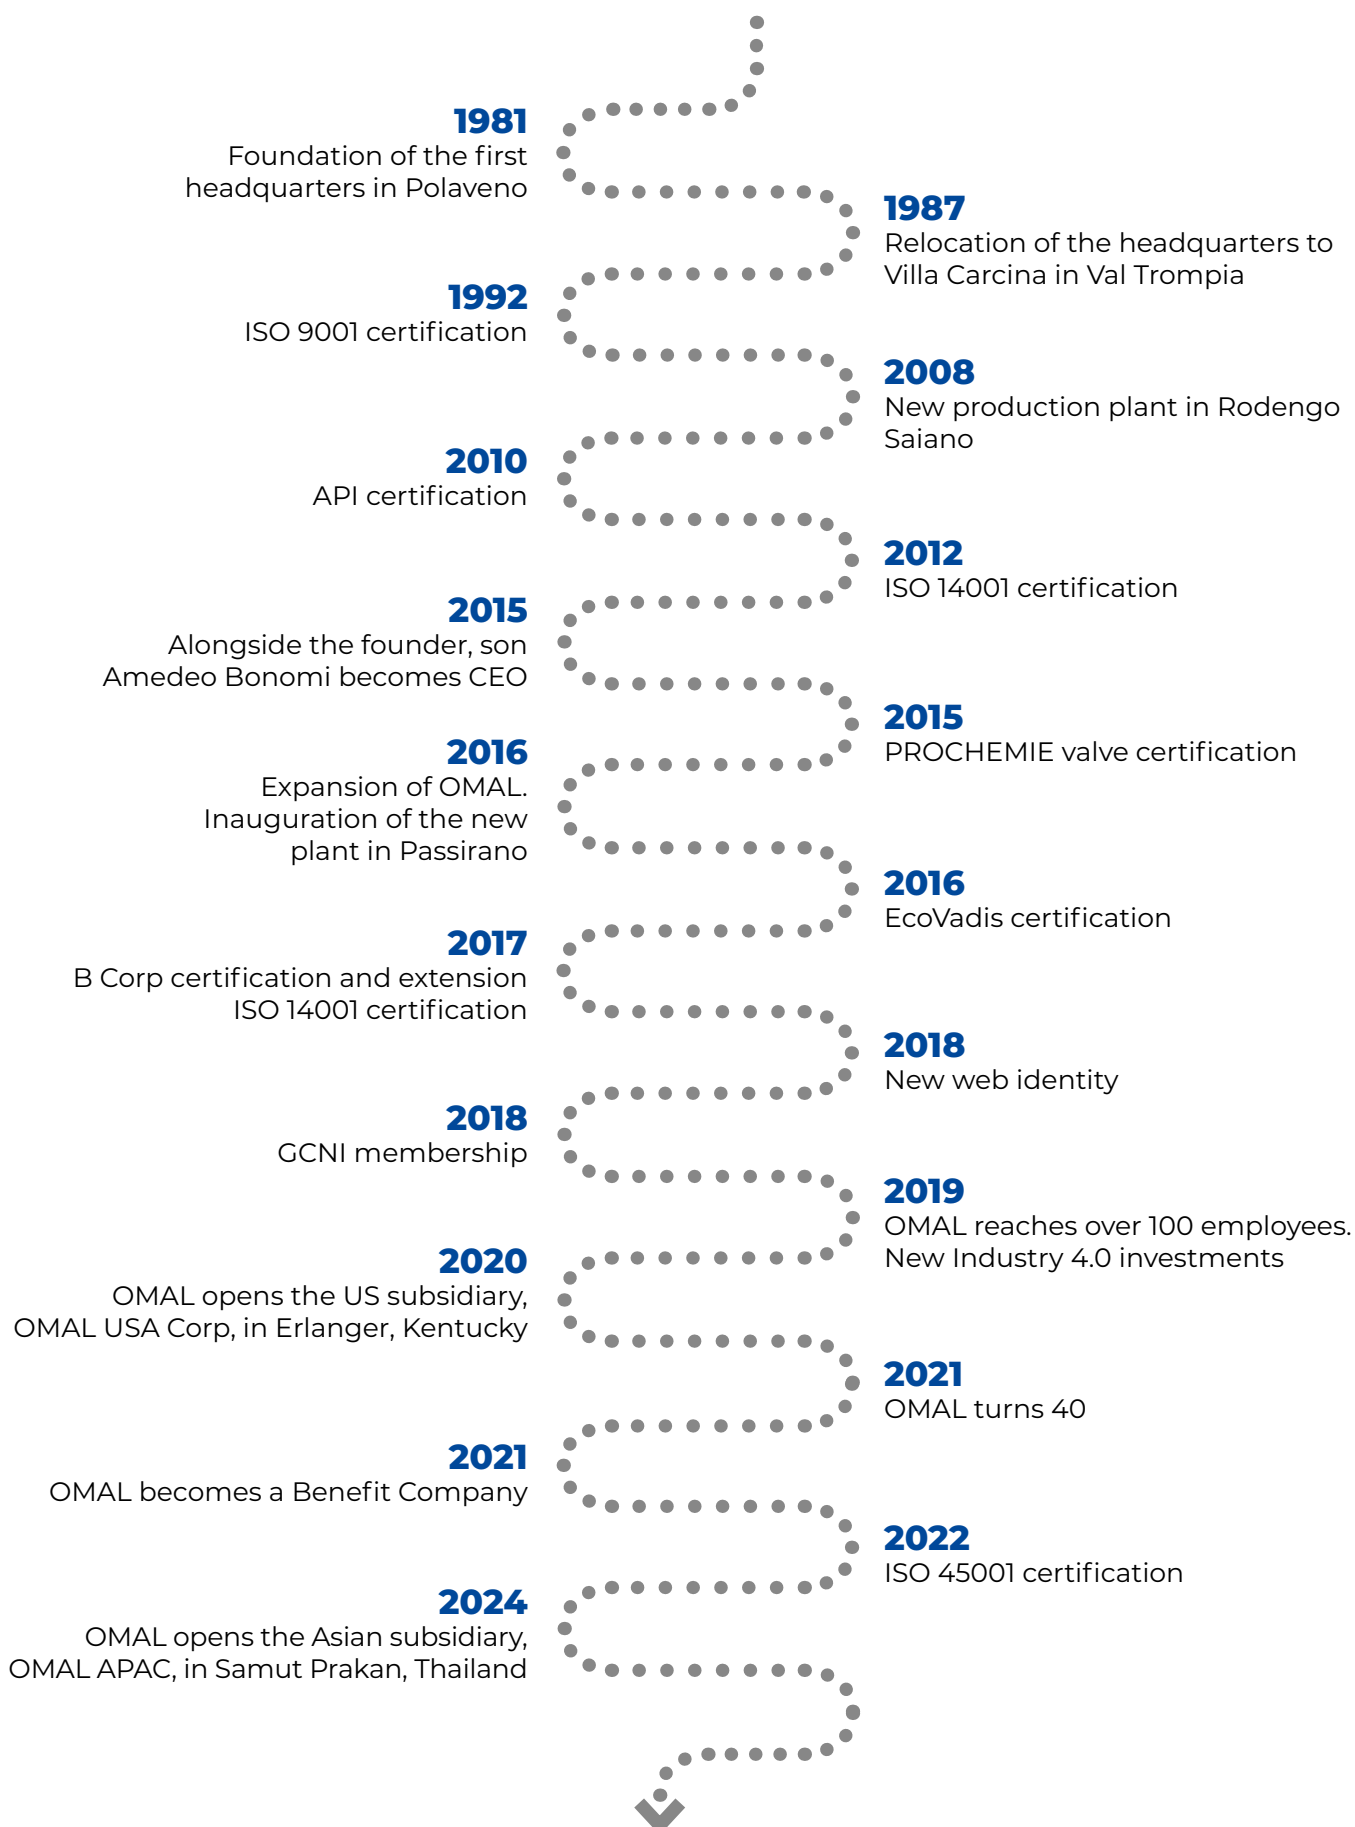 1981
Foundation of the first
headquarters in Polaveno
1987
Relocation of the headquarters to
Villa Carcina in Val Trompia
1992
ISO 9001 certification
2008
New production plant in Rodengo
Saiano
2010
API certification
2012
ISO 14001 certification
2015
Alongside the founder, son
Amedeo Bonomi becomes CEO
2015
PROCHEMIE valve certification
2016
Expansion of OMAL.
Inauguration of the new
plant in Passirano
2016
EcoVadis certification
2017
B Corp certification and extension
ISO 14001 certification
2018
New web identity
2018
GCNI membership
2019
OMAL reaches over 100 employees.
New Industry 4.0 investments
2020
OMAL opens the US subsidiary,
OMAL USA Corp, in Erlanger, Kentucky
2021
OMAL turns 40
2021
OMAL becomes a Benefit Company
2022
ISO 45001 certification
2024
OMAL opens the Asian subsidiary,
OMAL APAC, in Samut Prakan, Thailand